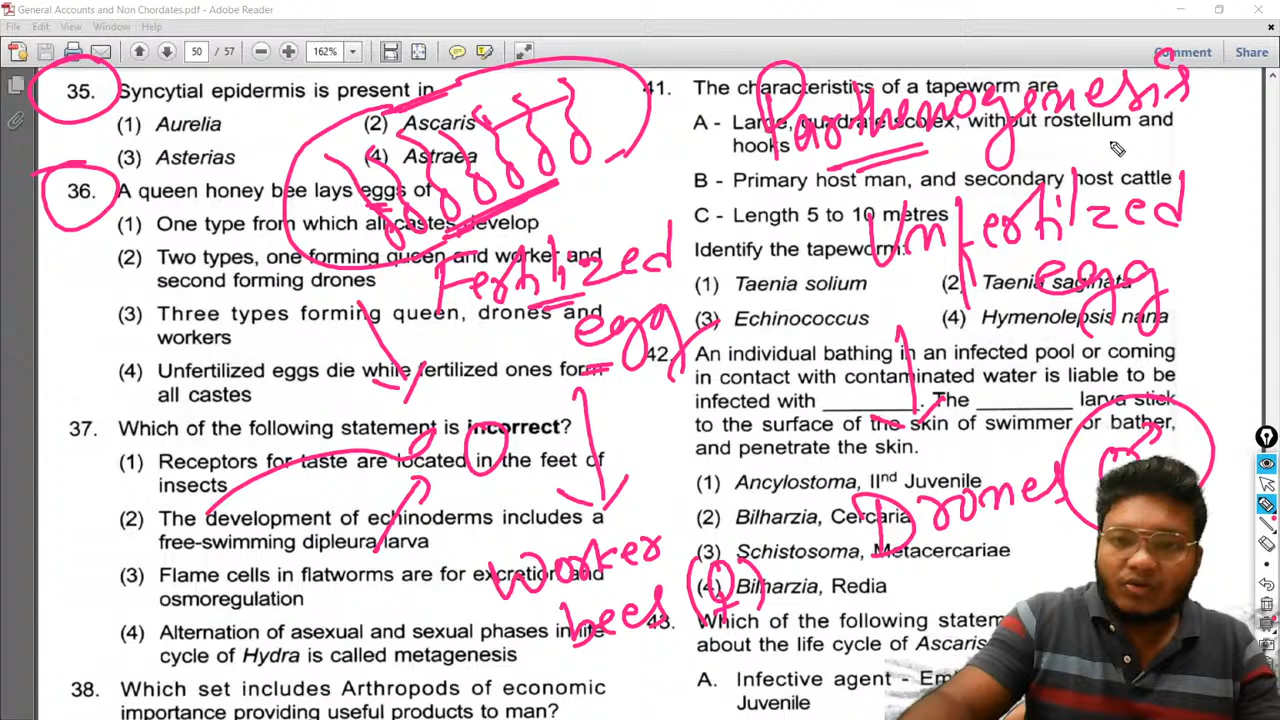 General Accounts and Non Chordates.pdf - Adobe Reader
File Edit View Window Help
50 / 57
162%
Comment
Share
35. Syncytial epidermis is present in
(1) Aurelia (2) Ascaris
(3) Asterias (4) Astraea
36. A queen honey bee lays eggs of
(1) One type from which all castes develop
(2) Two types, one forming queen and worker and
second forming drones
(3) Three types forming queen, drones and
workers
(4) Unfertilized eggs die while fertilized ones form
all castes
37. Which of the following statement is incorrect?
(1) Receptors for taste are located in the feet of
insects
(2) The development of echinoderms includes a
free-swimming dipleura larva
(3) Flame cells in flatworms are for excretion and
osmoregulation
(4) Alternation of asexual and sexual phases in life
cycle of Hydra is called metagenesis
38. Which set includes Arthropods of economic
importance providing useful products to man?
Fertilized
egg
Worker
bees (♀)
41. The characteristics of a tapeworm are
A - Large, quadrate scolex, without rostellum and
hooks
B - Primary host man, and secondary host cattle
C - Length 5 to 10 metres
Identify the tapeworm:
(1) Taenia solium (2) Taenia saginata
(3) Echinococcus (4) Hymenolepsis nana
42. An individual bathing in an infected pool or coming
in contact with contaminated water is liable to be
infected with ________. The ________ larva stick
to the surface of the skin of swimmer or bather,
and penetrate the skin.
(1) Ancylostoma, IInd Juvenile
(2) Bilharzia, Cercaria
(3) Schistosoma, Metacercariae
(4) Bilharzia, Redia
43. Which of the following
about the life cycle of Ascaris
A. Infective agent -
Juvenile
Parthenogenesis
Unfertilized
egg
Drones ♂